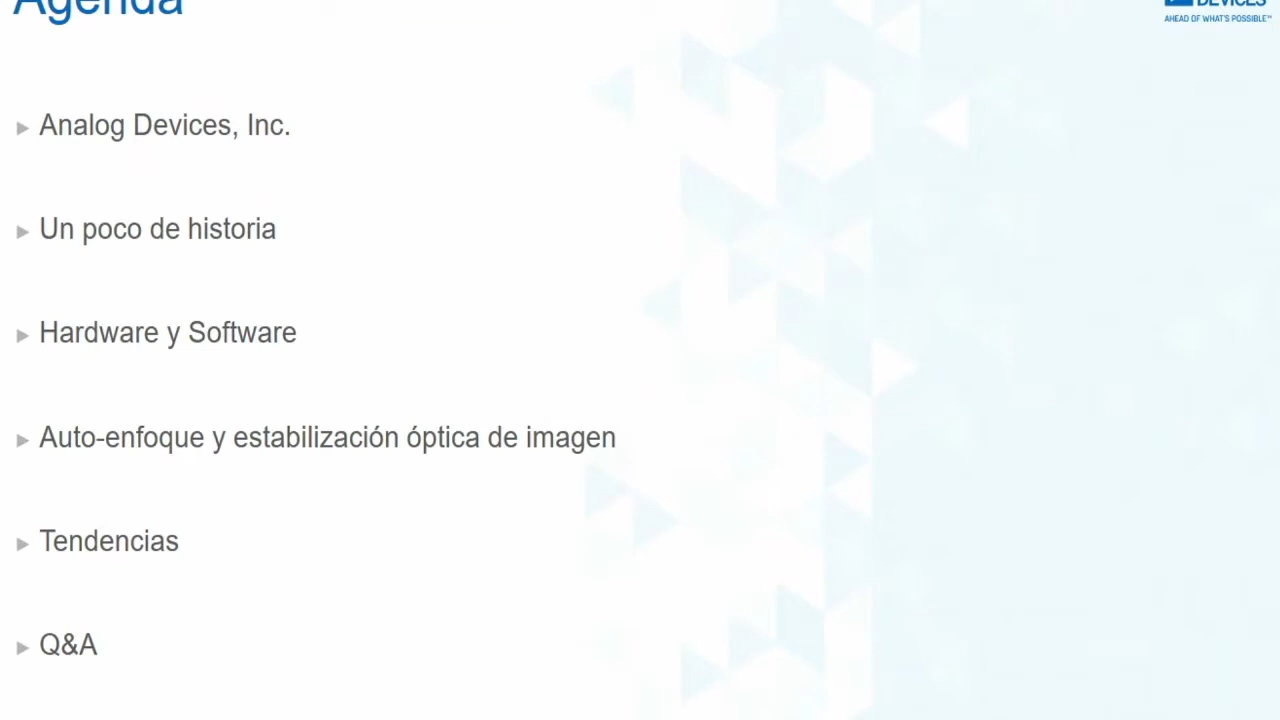 Agenda
DEVICES
AHEAD OF WHAT'S POSSIBLE™
Analog Devices, Inc.
Un poco de historia
Hardware y Software
Auto-enfoque y estabilización óptica de imagen
Tendencias
Q&A